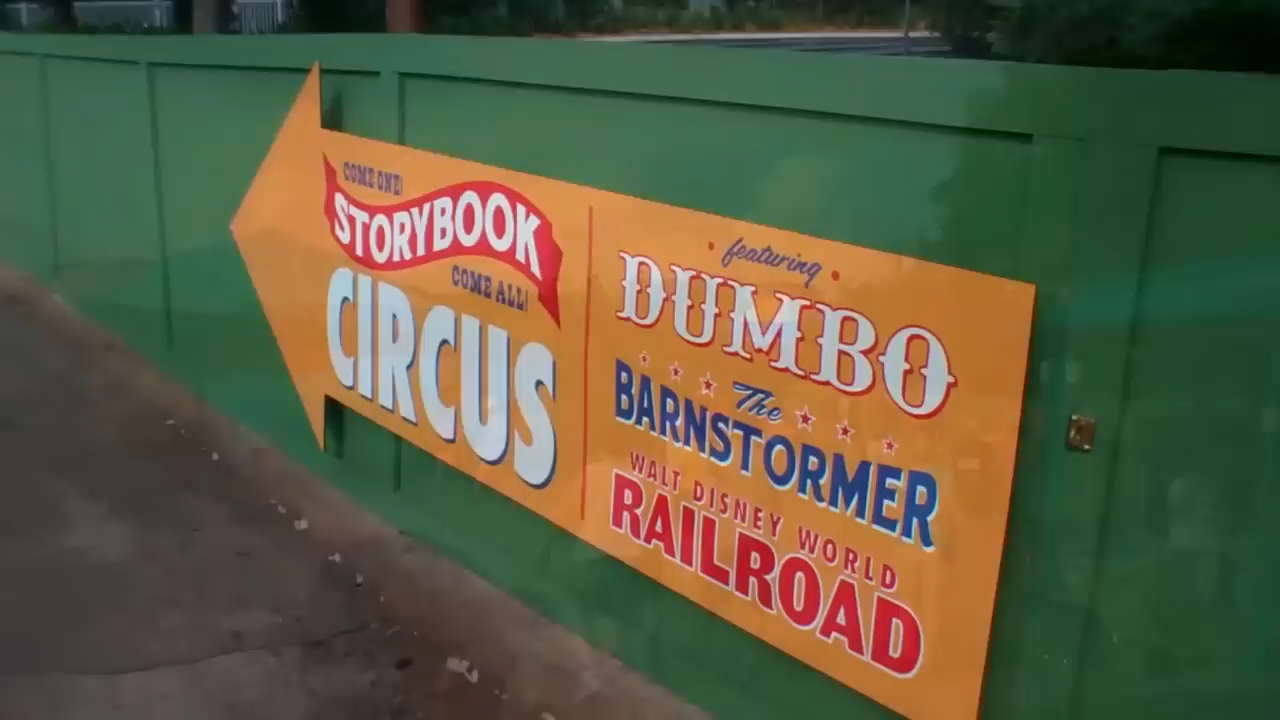 COME ONE!
STORYBOOK
COME ALL!
CIRCUS
featuring
DUMBO
The
BARNSTORMER
WALT DISNEY WORLD
RAILROAD